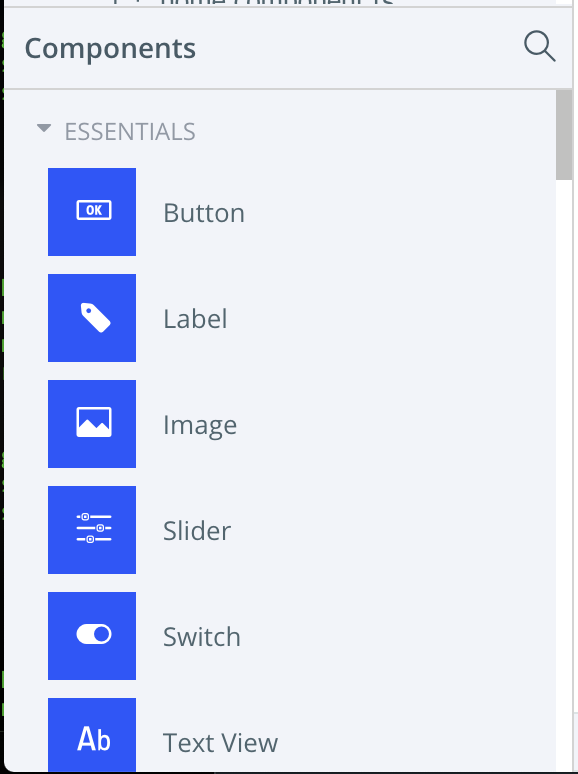 Components
ESSENTIALS
OK
Button
Label
Image
Slider
Switch
Ab
Text View